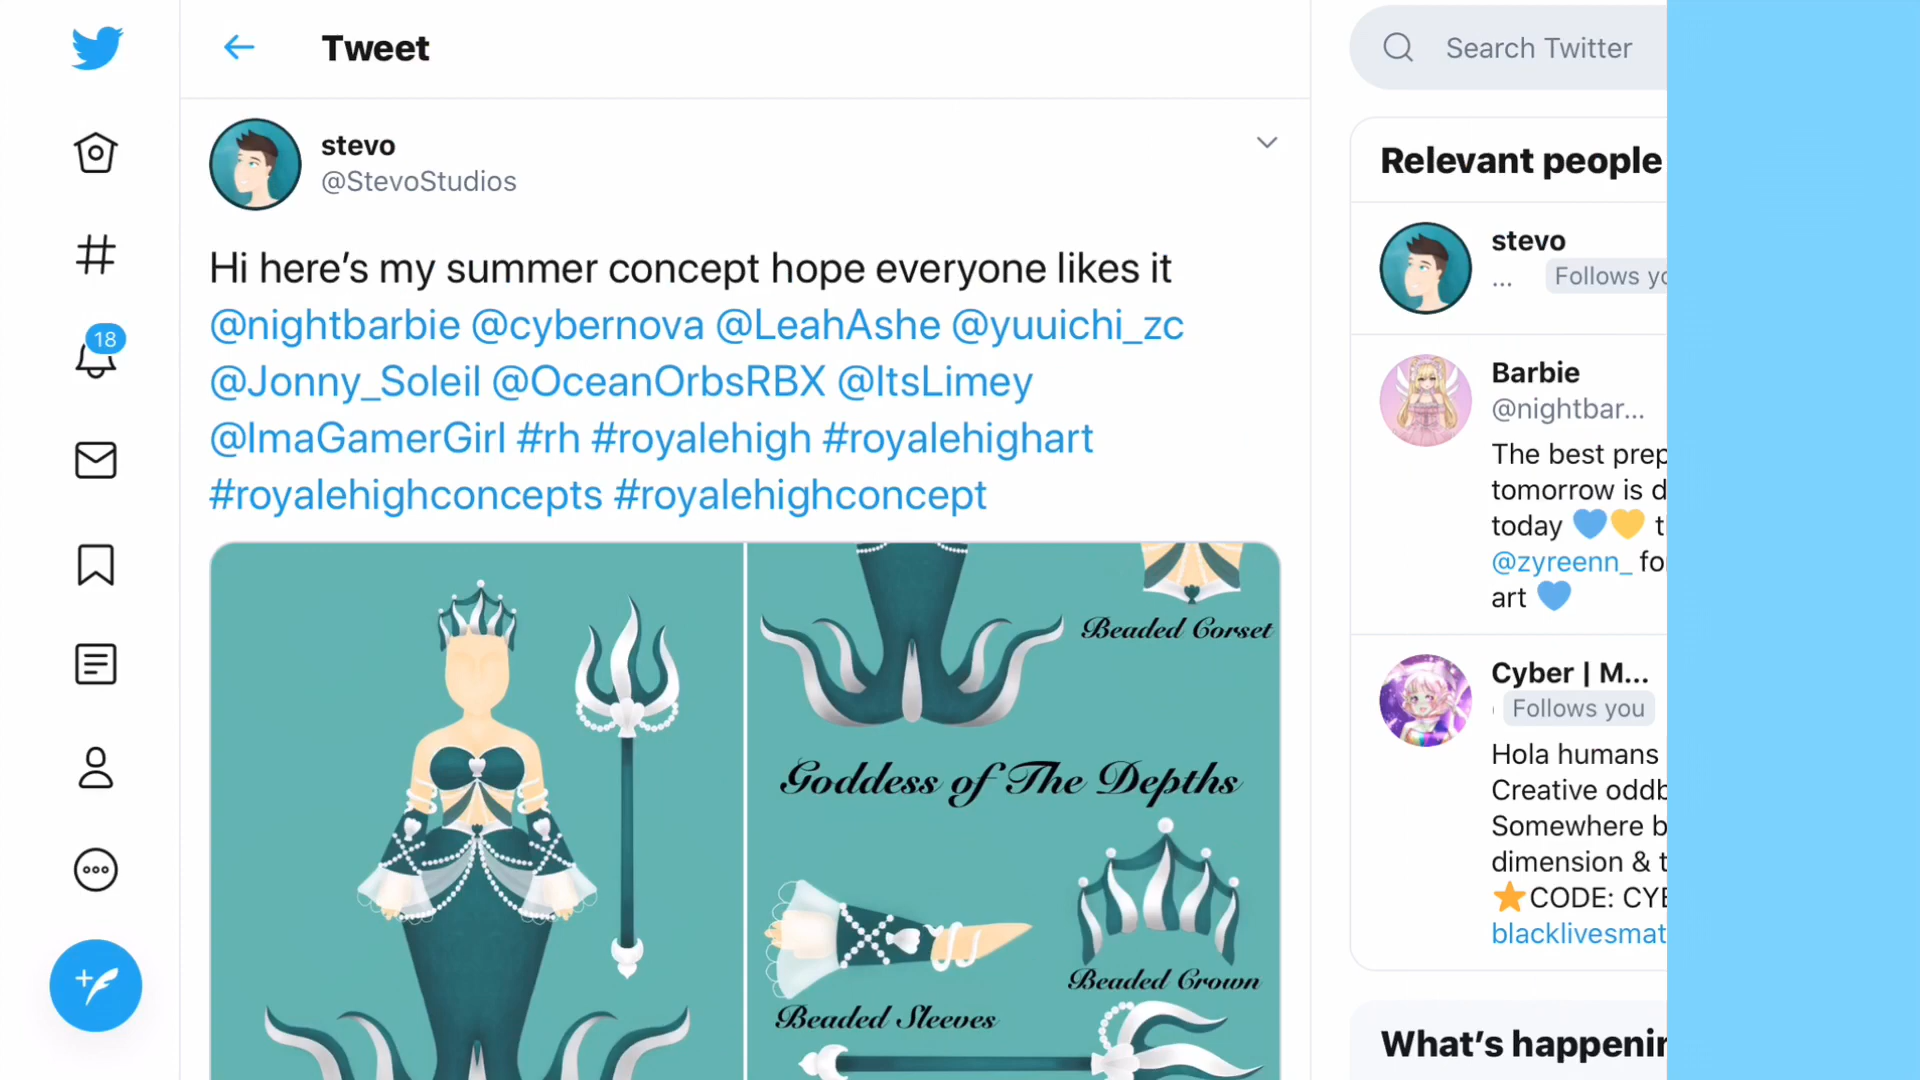 Tweet
Search Twitter
stevo
@StevoStudios
Hi here’s my summer concept hope everyone likes it
@nightbarbie @cybernova @LeahAshe @yuuichi_zc
@Jonny_Soleil @OceanOrbsRBX @ItsLimey
@ImaGamerGirl #rh #royalehigh #royalehighart
#royalehighconcepts #royalehighconcept
18
Beaded Corset
Goddess of The Depths
Beaded Crown
Beaded Sleeves
Relevant people
stevo
... Follows yo
Barbie
@nightbar...
The best prep
tomorrow is d
today 💙💛 t
@zyreenn_ fo
art 💙
Cyber | M...
Follows you
Hola humans
Creative oddb
Somewhere b
dimension & t
⭐CODE: CYB
blacklivesmat
What’s happenin